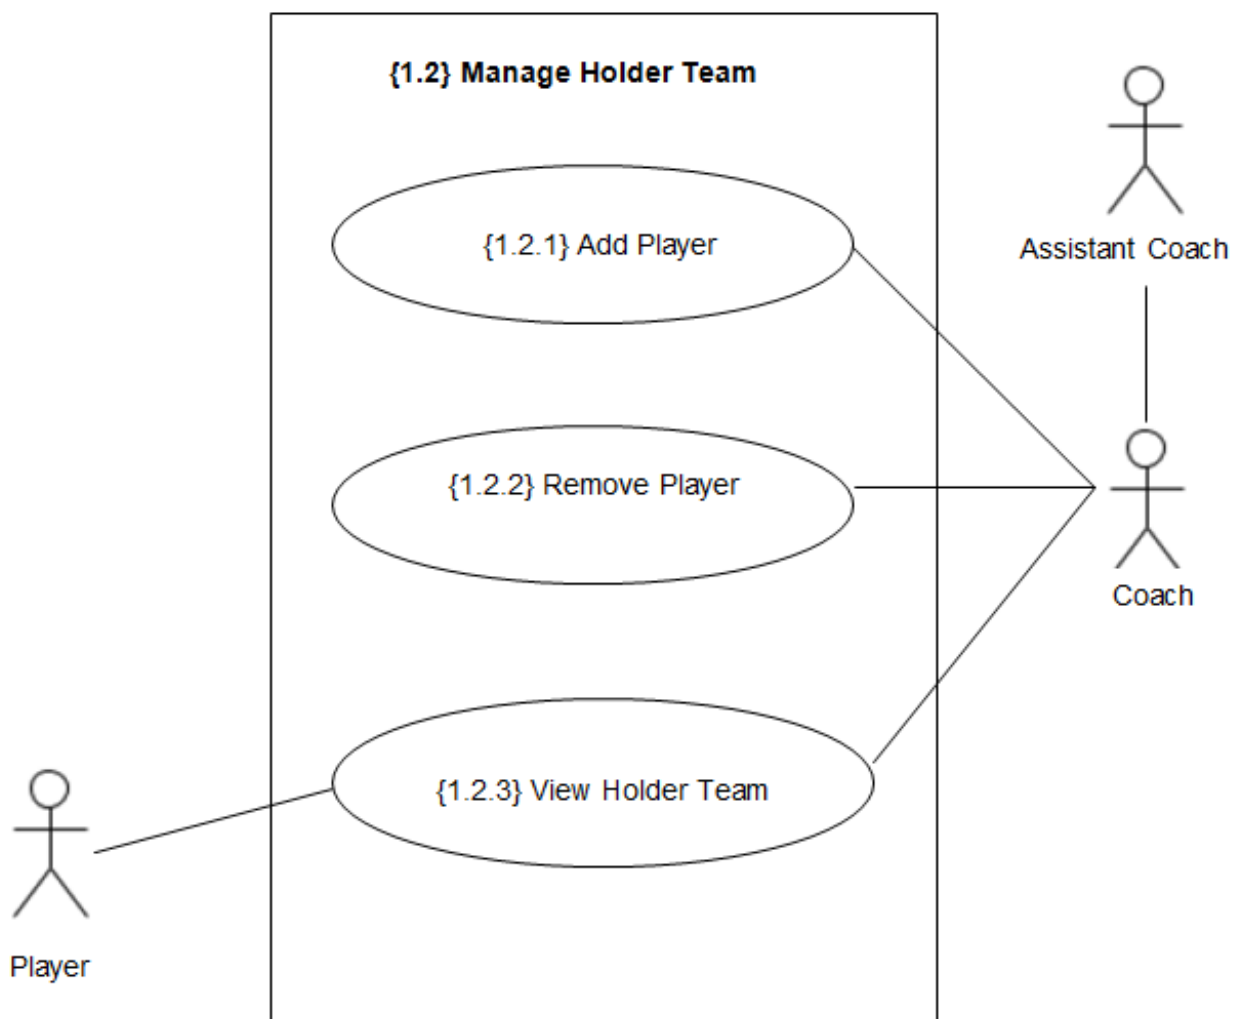 {1.2} Manage Holder Team
{1.2.1} Add Player
Assistant Coach
{1.2.2} Remove Player
Coach
{1.2.3} View Holder Team
Player